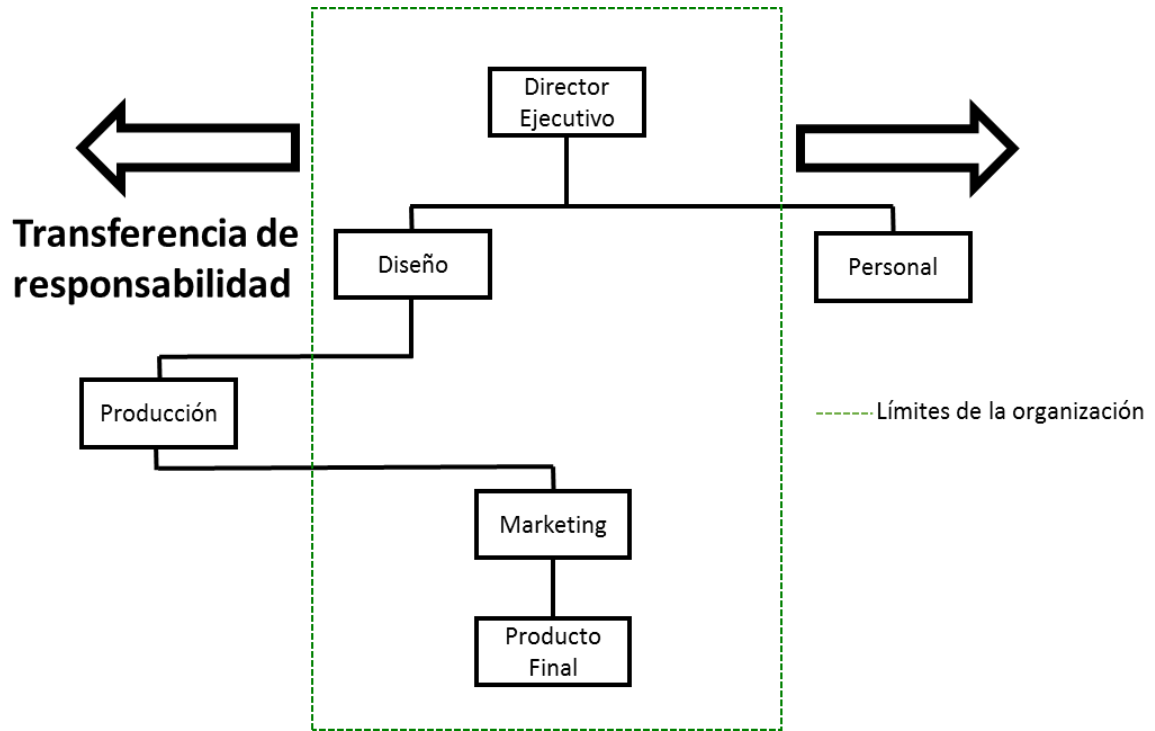 Director
Ejecutivo
Transferencia de
responsabilidad
Diseño
Personal
Producción
Límites de la organización
Marketing
Producto
Final